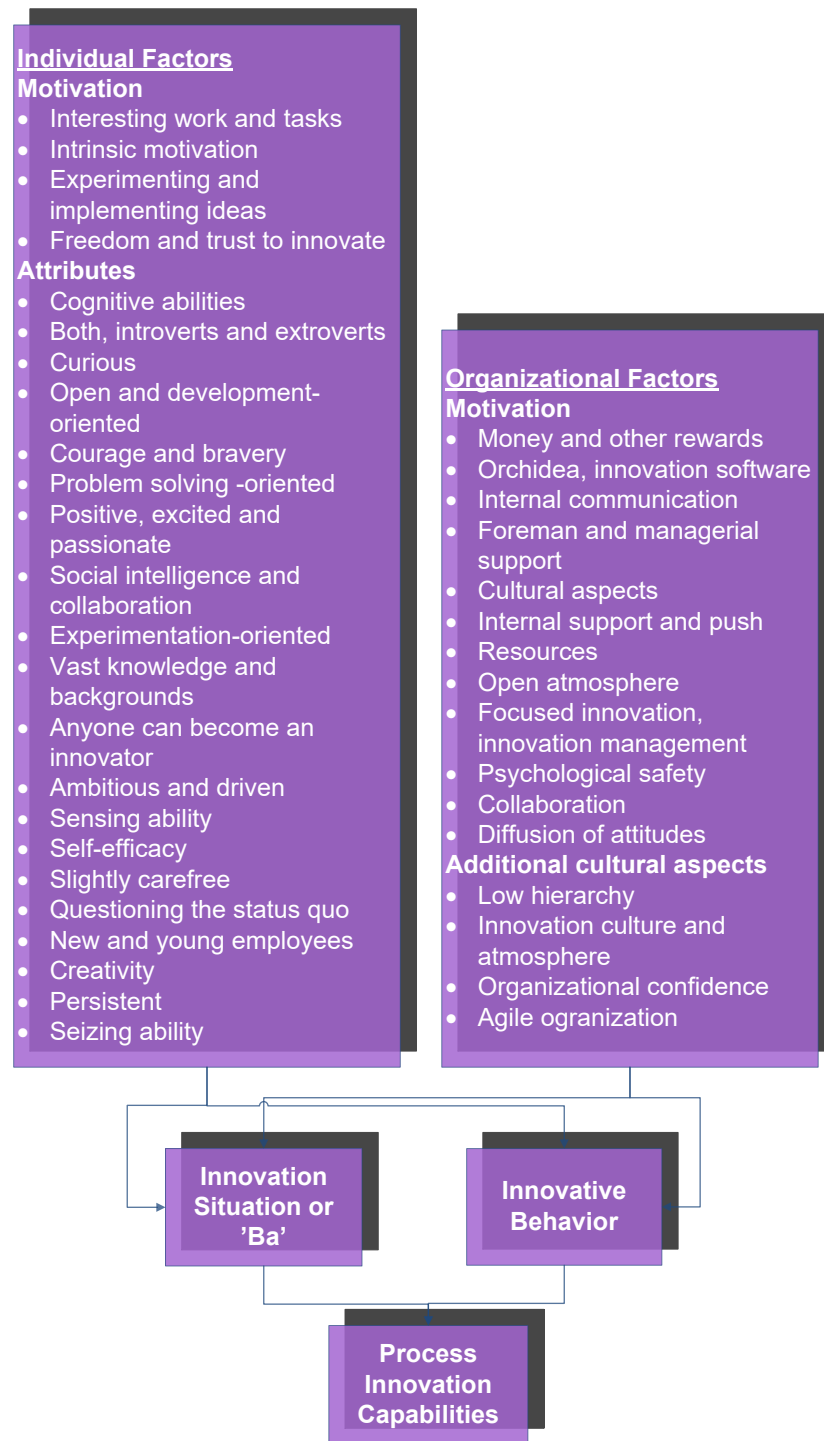 Individual Factors
Motivation
• Interesting work and tasks
• Intrinsic motivation
• Experimenting and
implementing ideas
• Freedom and trust to innovate
Attributes
• Cognitive abilities
• Both, introverts and extroverts
• Curious
• Open and development-
oriented
• Courage and bravery
• Problem solving -oriented
• Positive, excited and
passionate
• Social intelligence and
collaboration
• Experimentation-oriented
• Vast knowledge and
backgrounds
• Anyone can become an
innovator
• Ambitious and driven
• Sensing ability
• Self-efficacy
• Slightly carefree
• Questioning the status quo
• New and young employees
• Creativity
• Persistent
• Seizing ability
Organizational Factors
Motivation
• Money and other rewards
• Orchidea, innovation software
• Internal communication
• Foreman and managerial
support
• Cultural aspects
• Internal support and push
• Resources
• Open atmosphere
• Focused innovation,
innovation management
• Psychological safety
• Collaboration
• Diffusion of attitudes
Additional cultural aspects
• Low hierarchy
• Innovation culture and
atmosphere
• Organizational confidence
• Agile ogranization
Innovation
Situation or
’Ba’
Innovative
Behavior
Process
Innovation
Capabilities